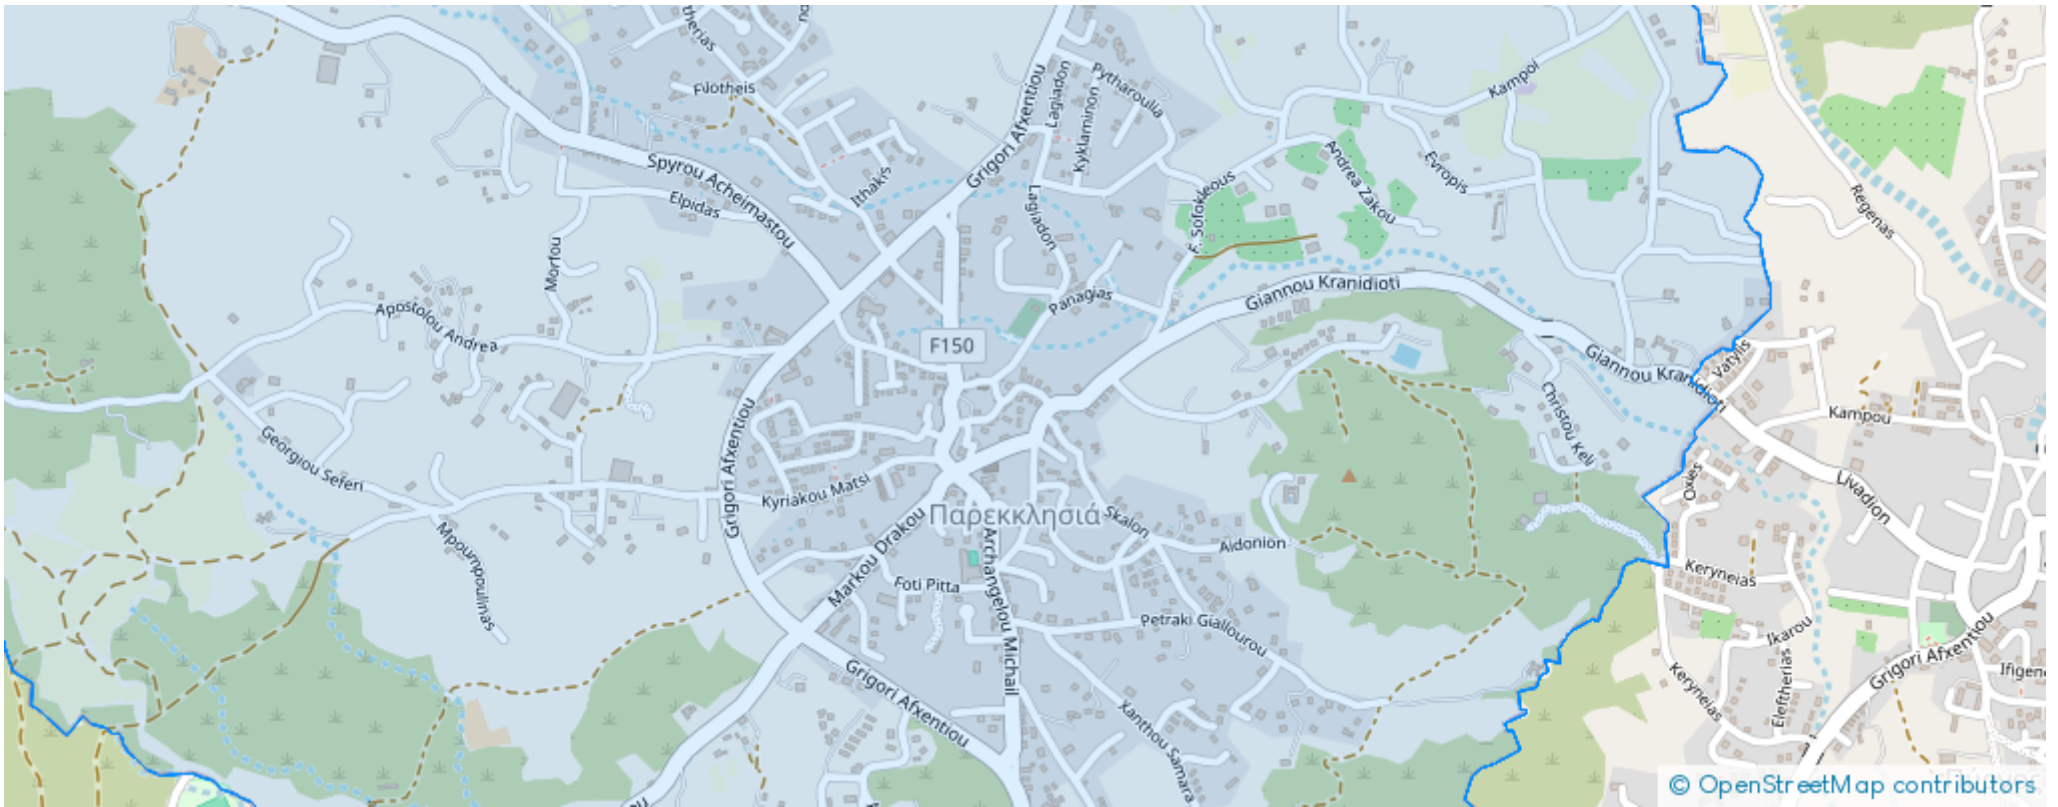 Filotheis
Lagiadon
Pytharoulla
Kampoi
Grigori Afxentiou
Kyklaminon
Spyrou Acheimastou
Ithakis
Elpidas
Andrea Zakou
Evropis
F. Sofokleous
Regenas
Lagiadon
Morfou
Panagias
Giannou Kranidioti
Apostolou Andrea
F150
Giannou Kranidioti
Vatylis
Christou Keli
Kampou
Georgiou Seferi
Grigori Afxentiou
Kyriakou Matsi
Παρεκκλησιά
Skalon
Aidonion
Oxies
Livadion
Mpoumpoulinas
Markou Drakou
Foti Pitta
Archangelou Michail
Petraki Giallourou
Keryneias
Ikarou
Eleftherias
Keryneias
Grigori Afxentiou
Grigori Afxentiou
Xanthou Samara
© OpenStreetMap contributors